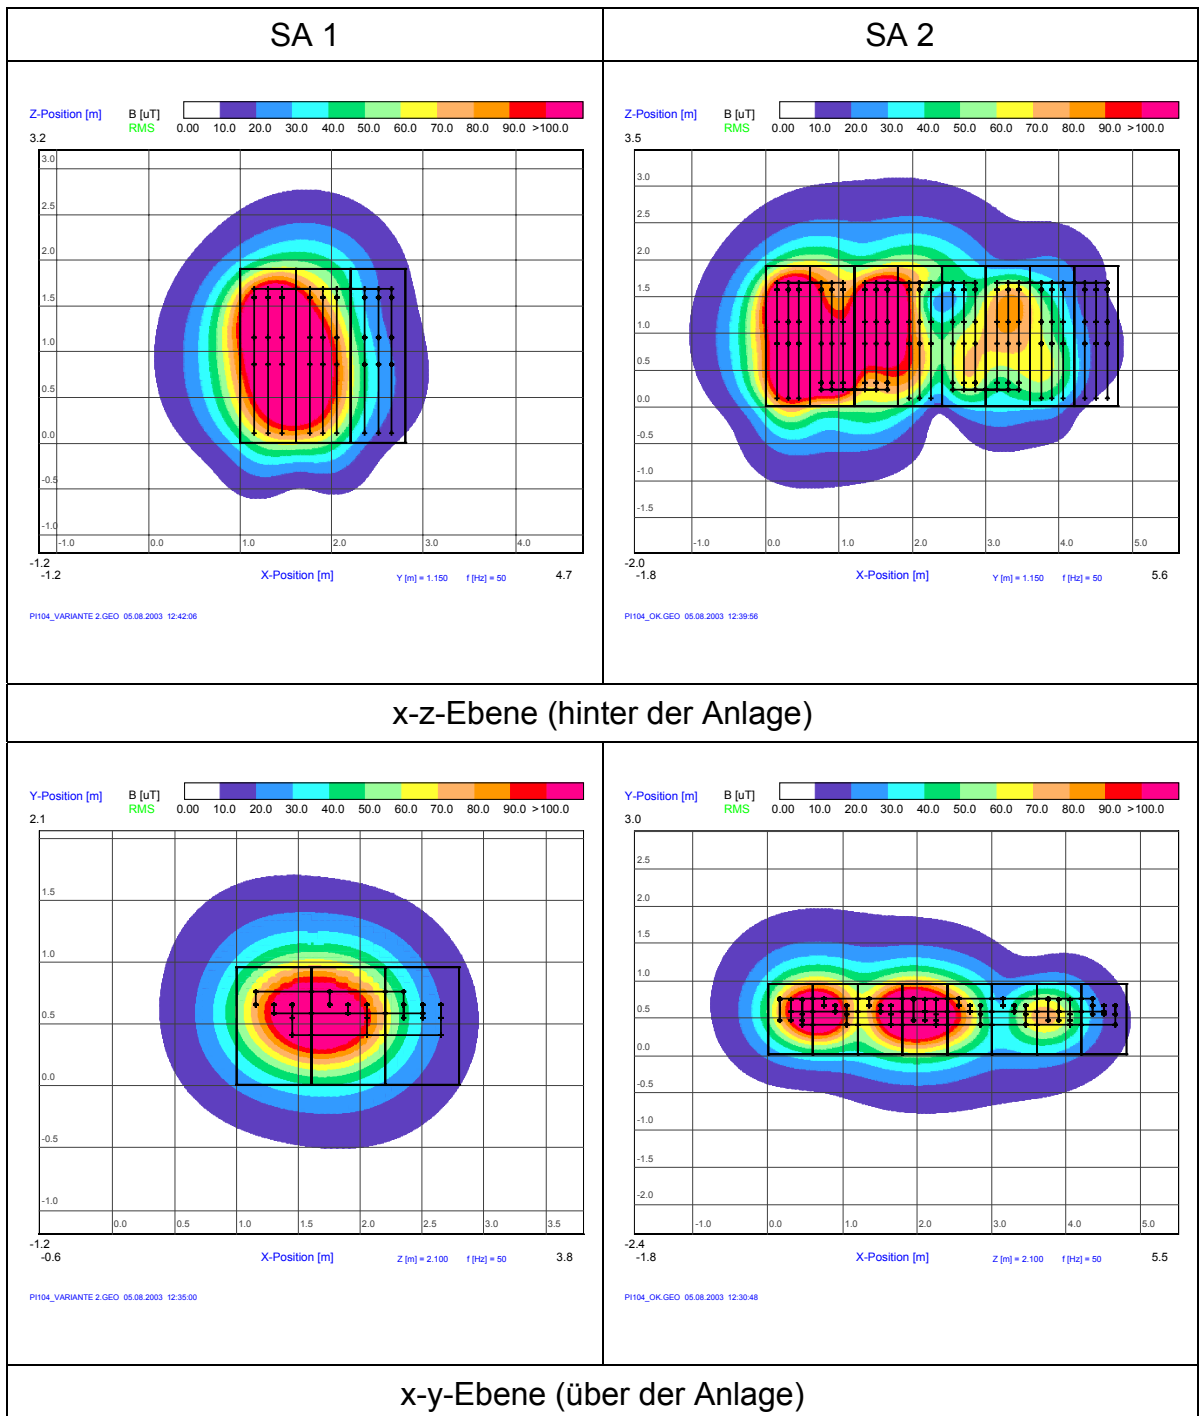 SA 1
SA 2
Z-Position [m] B [uT]
RMS 0.00 10.0 20.0 30.0 40.0 50.0 60.0 70.0 80.0 90.0 >100.0
3.2
3.0
2.5
2.0
1.5
1.0
0.5
0.0
-0.5
-1.0
-1.0 0.0 1.0 2.0 3.0 4.0
-1.2
-1.2 X-Position [m] Y [m] = 1.150 f [Hz] = 50 4.7
PI104_VARIANTE 2.GEO 05.08.2003 12:42:06
Z-Position [m] B [uT]
RMS 0.00 10.0 20.0 30.0 40.0 50.0 60.0 70.0 80.0 90.0 >100.0
3.5
3.0
2.5
2.0
1.5
1.0
0.5
0.0
-0.5
-1.0
-1.5
-1.0 0.0 1.0 2.0 3.0 4.0 5.0
-2.0
-1.8 X-Position [m] Y [m] = 1.150 f [Hz] = 50 5.6
PI104_OK.GEO 05.08.2003 12:39:56
x-z-Ebene (hinter der Anlage)
Y-Position [m] B [uT]
RMS 0.00 10.0 20.0 30.0 40.0 50.0 60.0 70.0 80.0 90.0 >100.0
2.1
1.5
1.0
0.5
0.0
-0.5
-1.0
0.0 0.5 1.0 1.5 2.0 2.5 3.0 3.5
-1.2
-0.6 X-Position [m] Z [m] = 2.100 f [Hz] = 50 3.8
PI104_VARIANTE 2.GEO 05.08.2003 12:35:00
Y-Position [m] B [uT]
RMS 0.00 10.0 20.0 30.0 40.0 50.0 60.0 70.0 80.0 90.0 >100.0
3.0
2.5
2.0
1.5
1.0
0.5
0.0
-0.5
-1.0
-1.5
-2.0
-1.0 0.0 1.0 2.0 3.0 4.0 5.0
-2.4
-1.8 X-Position [m] Z [m] = 2.100 f [Hz] = 50 5.5
PI104_OK.GEO 05.08.2003 12:30:48
x-y-Ebene (über der Anlage)